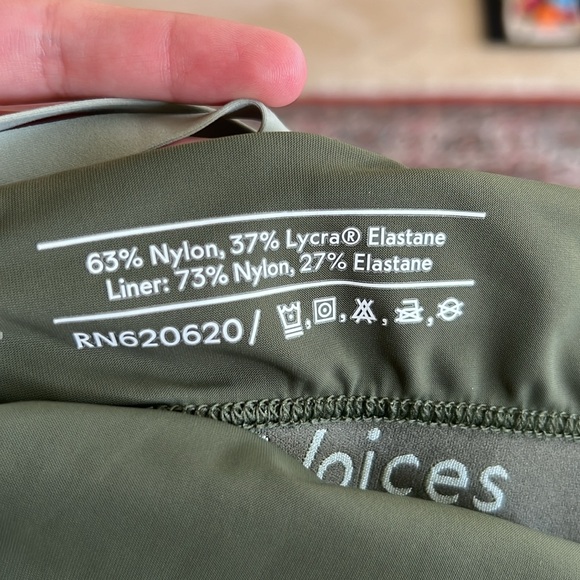 63% Nylon, 37% Lycra® Elastane
Liner: 73% Nylon, 27% Elastane
RN620620/